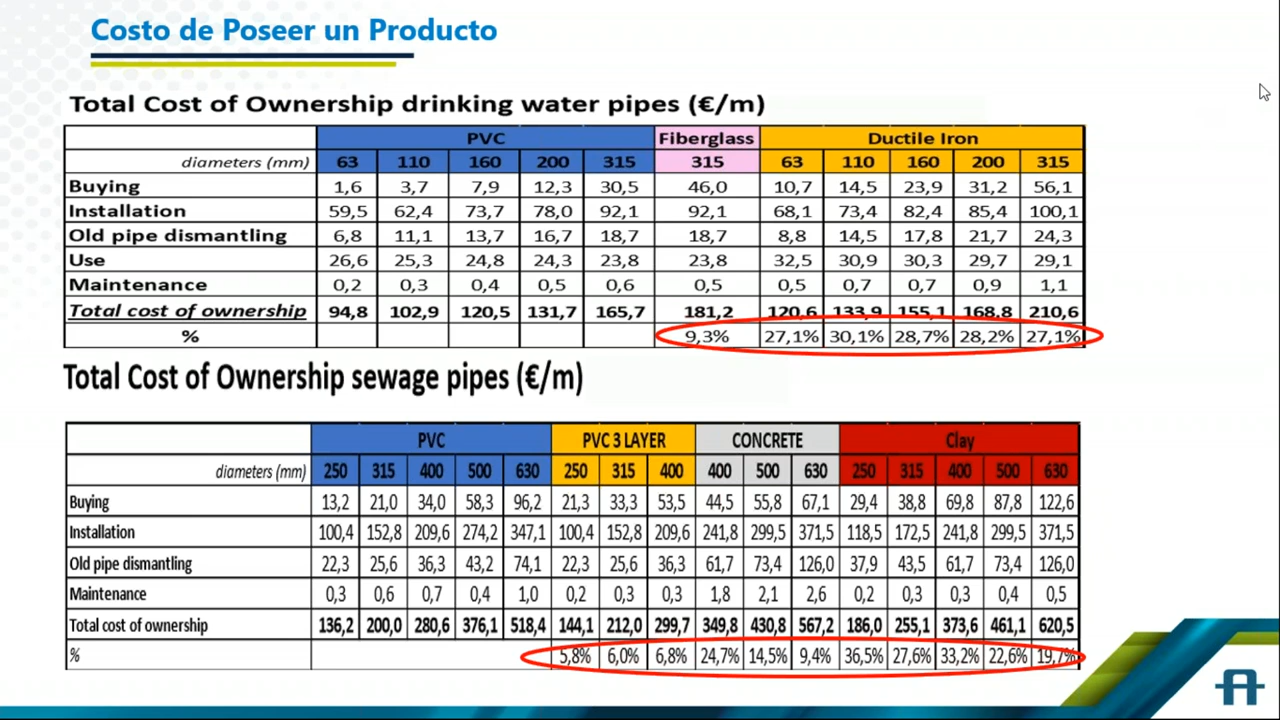 Costo de Poseer un Producto
Total Cost of Ownership drinking water pipes (€/m)
PVC Fiberglass Ductile Iron
diameters (mm) 63 110 160 200 315 315 63 110 160 200 315
Buying 1,6 3,7 7,9 12,3 30,5 46,0 10,7 14,5 23,9 31,2 56,1
Installation 59,5 62,4 73,7 78,0 92,1 92,1 68,1 73,4 82,4 85,4 100,1
Old pipe dismantling 6,8 11,1 13,7 16,7 18,7 18,7 8,8 14,5 17,8 21,7 24,3
Use 26,6 25,3 24,8 24,3 23,8 23,8 32,5 30,9 30,3 29,7 29,1
Maintenance 0,2 0,3 0,4 0,5 0,6 0,5 0,5 0,7 0,7 0,9 1,1
Total cost of ownership 94,8 102,9 120,5 131,7 165,7 181,2 120,6 133,9 155,1 168,8 210,6
% 9,3% 27,1% 30,1% 28,7% 28,2% 27,1%
Total Cost of Ownership sewage pipes (€/m)
PVC PVC 3 LAYER CONCRETE Clay
diameters (mm) 250 315 400 500 630 250 315 400 400 500 630 250 315 400 500 630
Buying 13,2 21,0 34,0 58,3 96,2 21,3 33,3 53,5 44,5 55,8 67,1 29,4 38,8 69,8 87,8 122,6
Installation 100,4 152,8 209,6 274,2 347,1 100,4 152,8 209,6 241,8 299,5 371,5 118,5 172,5 241,8 299,5 371,5
Old pipe dismantling 22,3 25,6 36,3 43,2 74,1 22,3 25,6 36,3 61,7 73,4 126,0 37,9 43,5 61,7 73,4 126,0
Maintenance 0,3 0,6 0,7 0,4 1,0 0,2 0,3 0,3 1,8 2,1 2,6 0,2 0,3 0,3 0,4 0,5
Total cost of ownership 136,2 200,0 280,6 376,1 518,4 144,1 212,0 299,7 349,8 430,8 567,2 186,0 255,1 373,6 461,1 620,5
% 5,8% 6,0% 6,8% 24,7% 14,5% 9,4% 36,5% 27,6% 33,2% 22,6% 19,7%